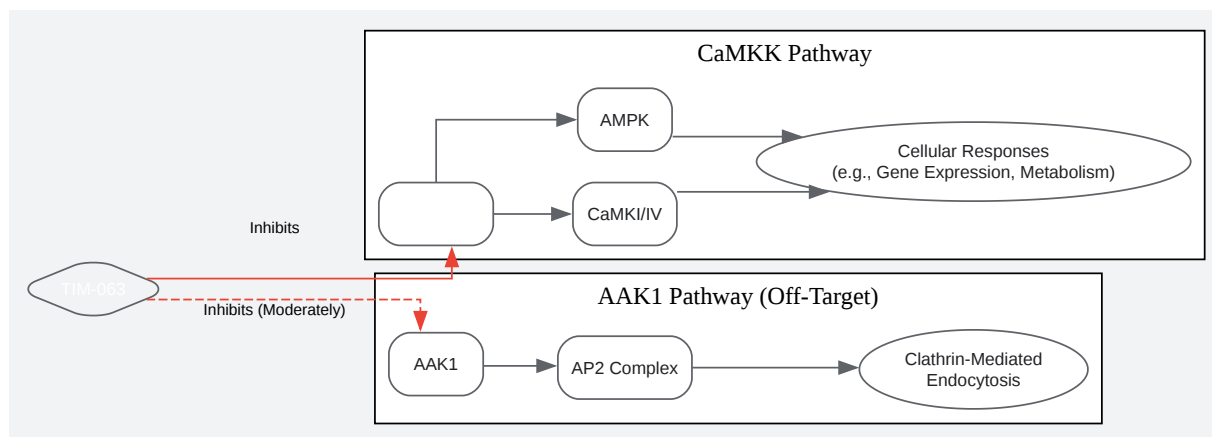 CaMKK Pathway
AMPK
Cellular Responses
(e.g., Gene Expression, Metabolism)
CaMKI/IV
Inhibits
TIM-063
Inhibits (Moderately)
AAK1 Pathway (Off-Target)
AAK1
AP2 Complex
Clathrin-Mediated
Endocytosis